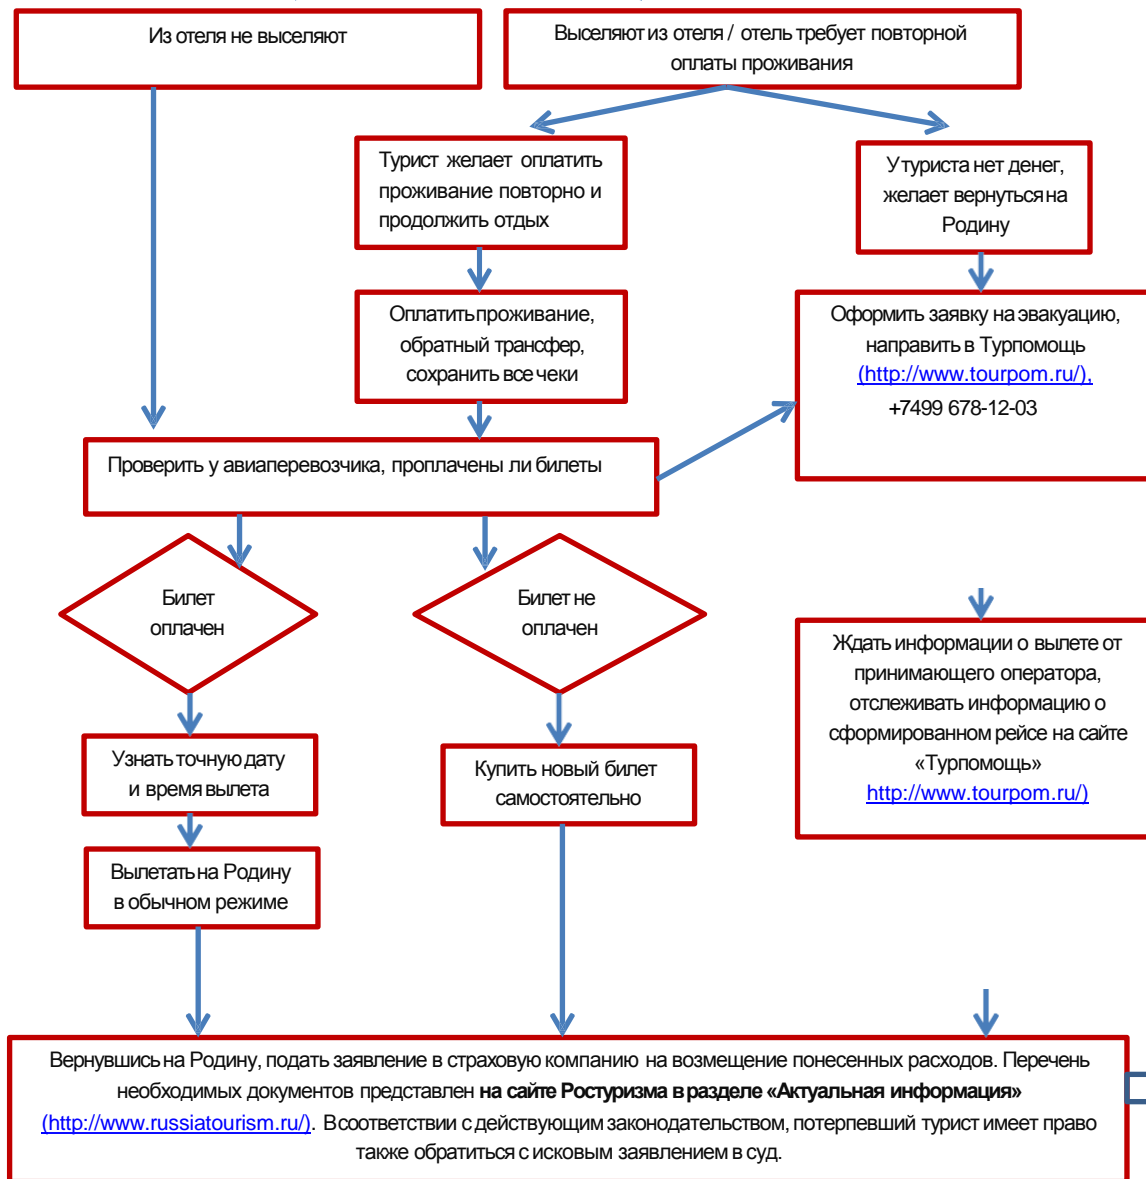 Из отеля не выселяют
Выселяют из отеля / отель требует повторной
оплаты проживания
Турист желает оплатить
проживание повторно и
продолжить отдых
У туриста нет денег,
желает вернуться на
Родину
Оплатить проживание,
обратный трансфер,
сохранить все чеки
Оформить заявку на эвакуацию,
направить в Турпомощь
(http://www.tourpom.ru/),
+7499 678-12-03
Проверить у авиаперевозчика, проплачены ли билеты
Билет
оплачен
Билет не
оплачен
Ждать информации о вылете от
принимающего оператора,
отслеживать информацию о
сформированном рейсе на сайте
«Турпомощь»
http://www.tourpom.ru/)
Узнать точную дату
и время вылета
Купить новый билет
самостоятельно
Вылетать на Родину
в обычном режиме
Вернувшись на Родину, подать заявление в страховую компанию на возмещение понесенных расходов. Перечень
необходимых документов представлен на сайте Ростуризма в разделе «Актуальная информация»
(http://www.russiatourism.ru/). В соответствии с действующим законодательством, потерпевший турист имеет право
также обратиться с исковым заявлением в суд.